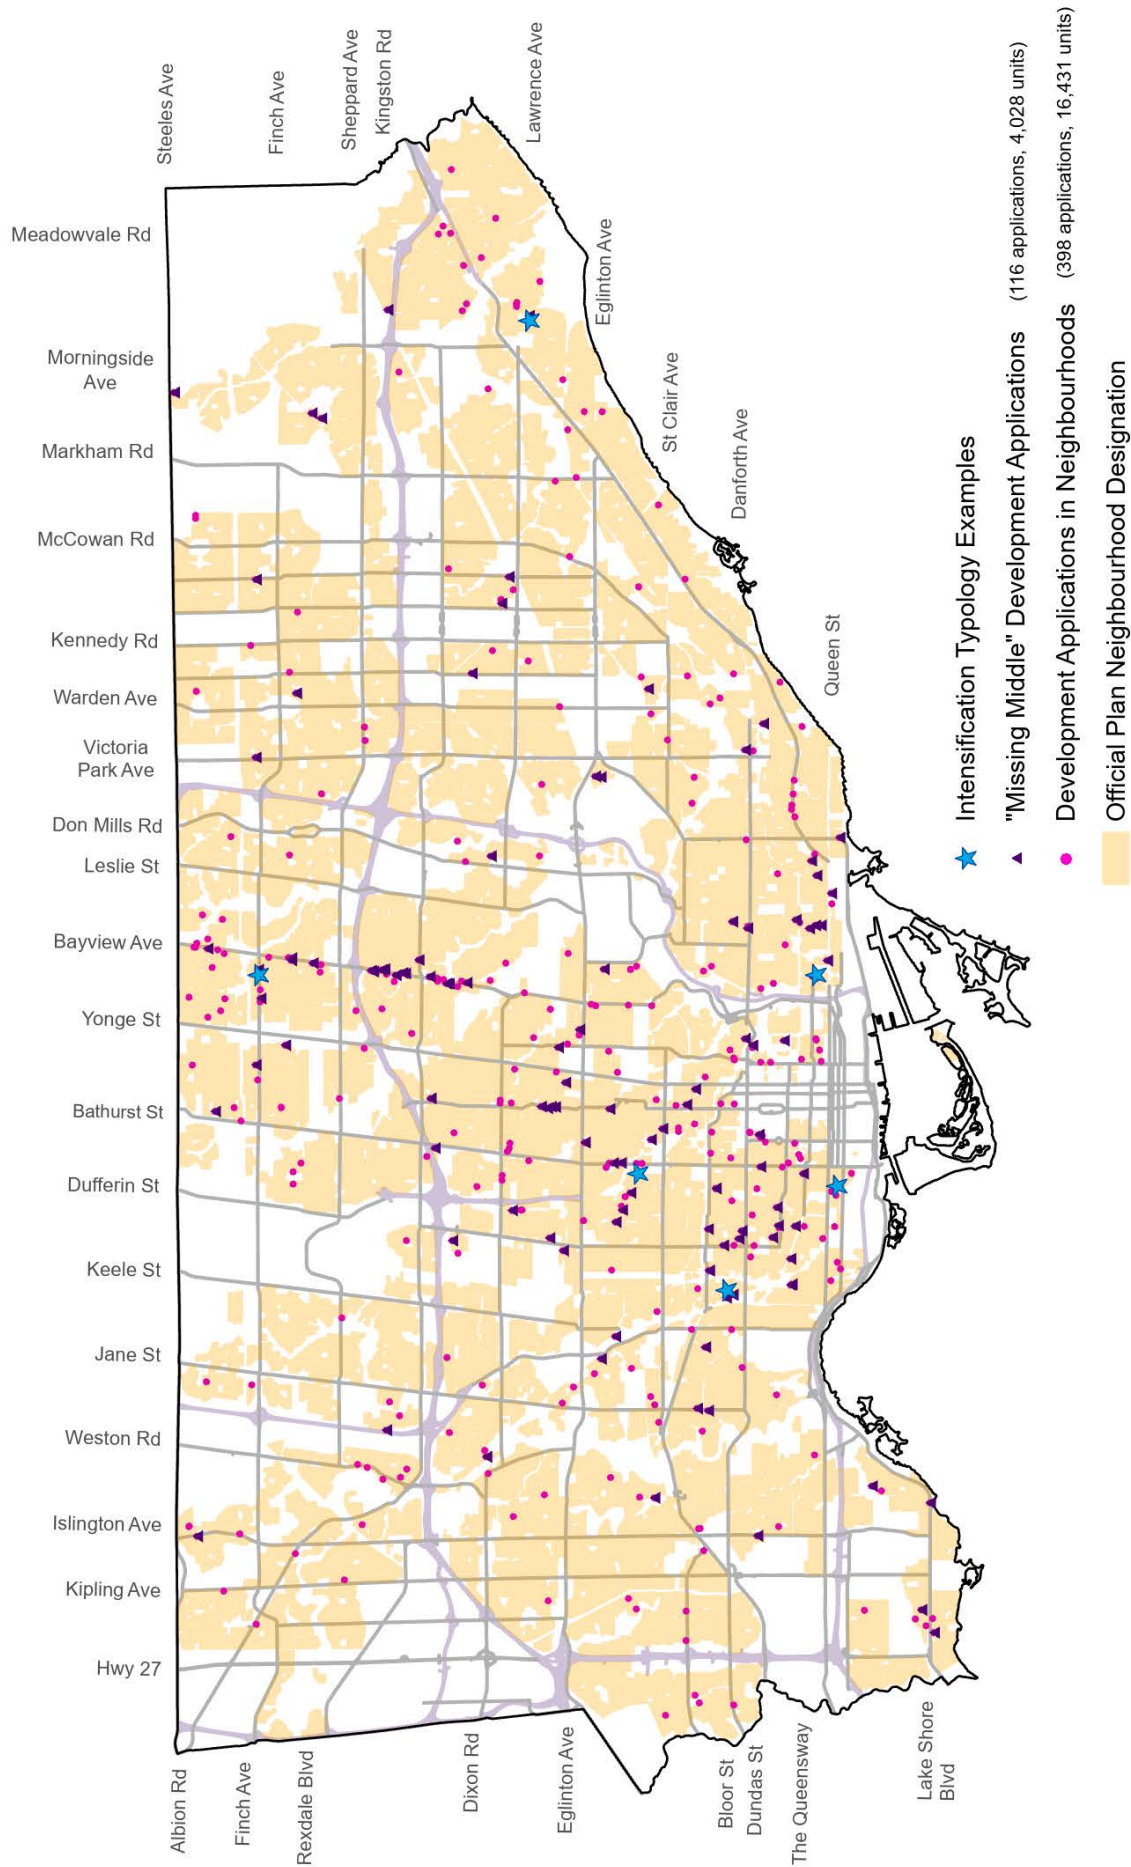 Steeles Ave
Finch Ave
Sheppard Ave
Kingston Rd
Lawrence Ave
Eglinton Ave
St Clair Ave
Danforth Ave
Queen St
Meadowvale Rd
Morningside
Ave
Markham Rd
McCowan Rd
Kennedy Rd
Warden Ave
Victoria
Park Ave
Don Mills Rd
Leslie St
Bayview Ave
Yonge St
Bathurst St
Dufferin St
Keele St
Jane St
Weston Rd
Islington Ave
Kipling Ave
Hwy 27
Albion Rd
Finch Ave
Rexdale Blvd
Dixon Rd
Eglinton Ave
Bloor St
Dundas St
The Queensway
Lake Shore
Blvd
Intensification Typology Examples
"Missing Middle" Development Applications (116 applications, 4,028 units)
Development Applications in Neighbourhoods (398 applications, 16,431 units)
Official Plan Neighbourhood Designation